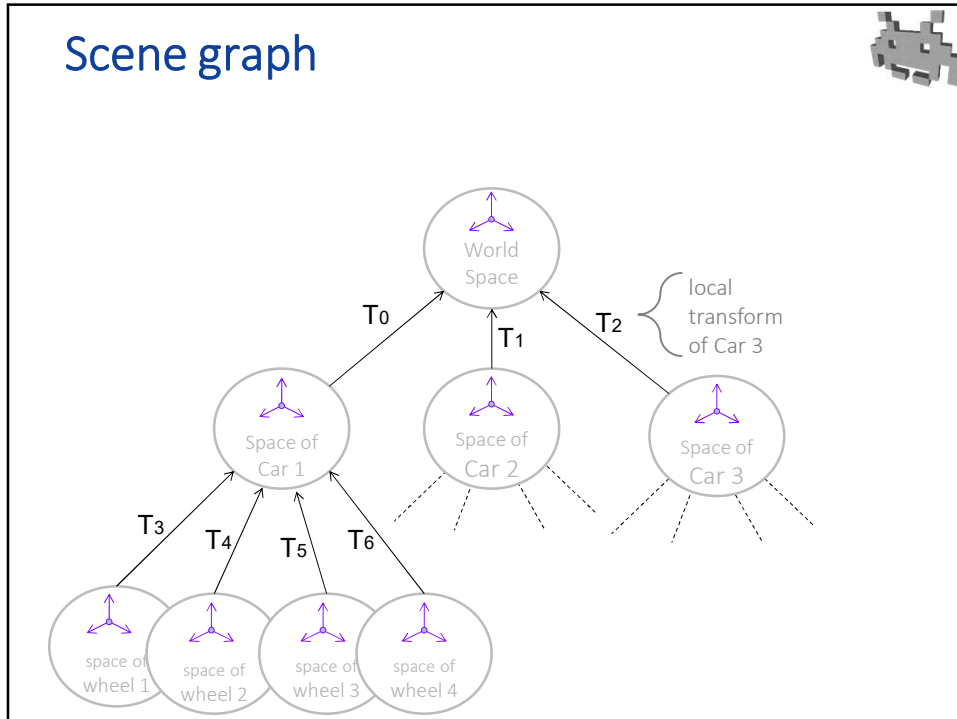 Scene graph
World
Space
local
transform
of Car 3
T0
T1
T2
Space of
Car 1
Space of
Car 2
Space of
Car 3
T3
T4
T5
T6
space of
wheel 1
space of
wheel 2
space of
wheel 3
space of
wheel 4